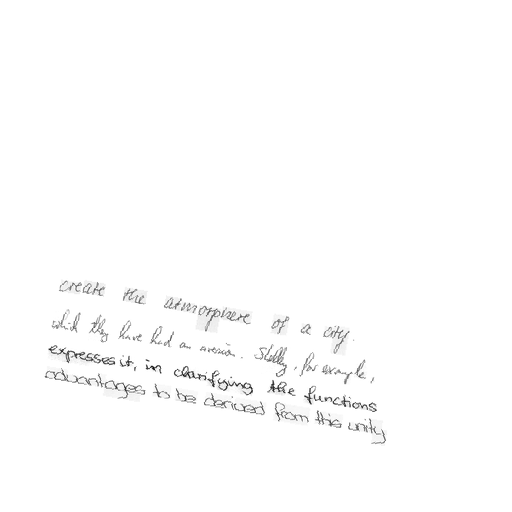 create the atmosphere of a city.
which they have had an aversion. Shelley, for example,
expresses it, in clarifying the functions
advantages to be derived from this unity